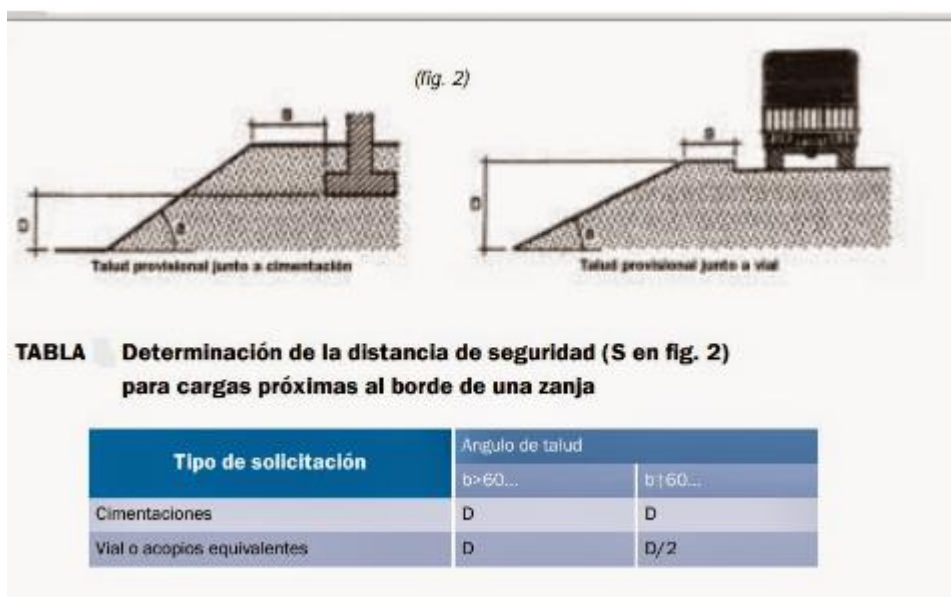 (fig. 2)
S
D
a
Talud provisional junto a cimentación
S
D
a
Talud provisional junto a vial
TABLA Determinación de la distancia de seguridad (S en fig. 2)
para cargas próximas al borde de una zanja
Tipo de solicitación
Angulo de talud
b>60...
b†60...
Cimentaciones D D
Vial o acopios equivalentes D D/2